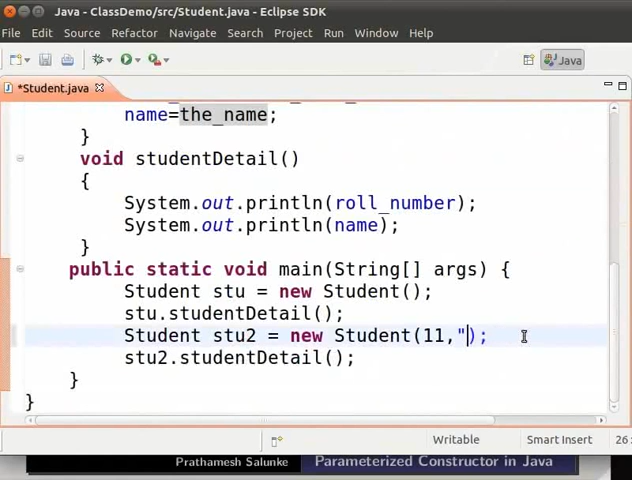 Java - ClassDemo/src/Student.java - Eclipse SDK
File Edit Source Refactor Navigate Search Project Run Window Help
Java
*Student.java
name=the_name;
}
void studentDetail()
{
System.out.println(roll_number);
System.out.println(name);
}
public static void main(String[] args) {
Student stu = new Student();
stu.studentDetail();
Student stu2 = new Student(11,");
stu2.studentDetail();
}
}
Writable Smart Insert 26:
Prathamesh Salunke Parameterized Constructor in Java